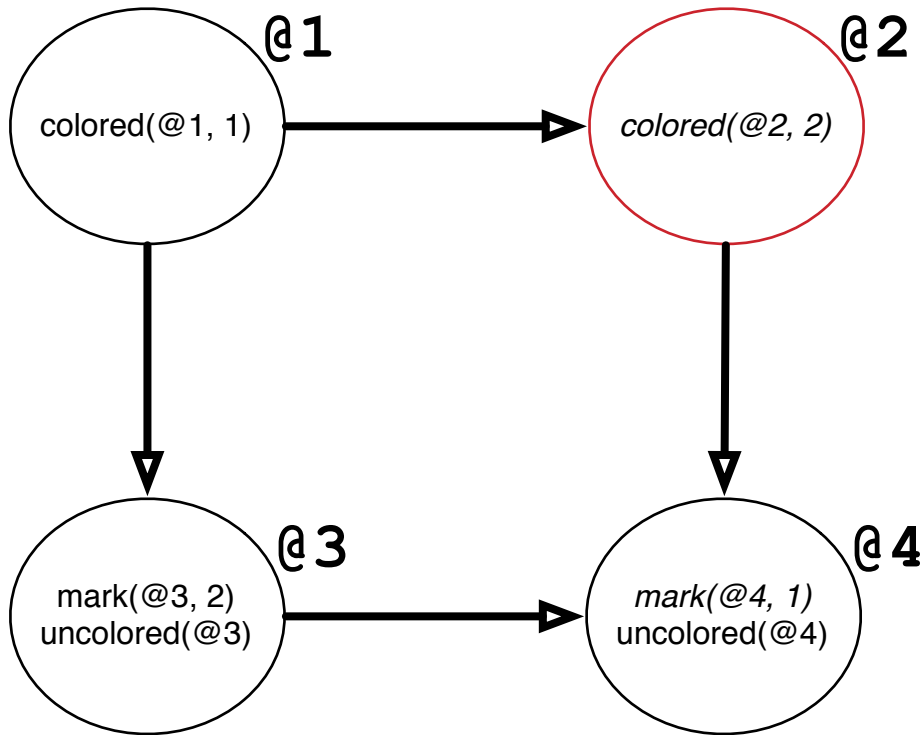 @1
@2
colored(@1, 1)
colored(@2, 2)
@3
@4
mark(@3, 2)
uncolored(@3)
mark(@4, 1)
uncolored(@4)